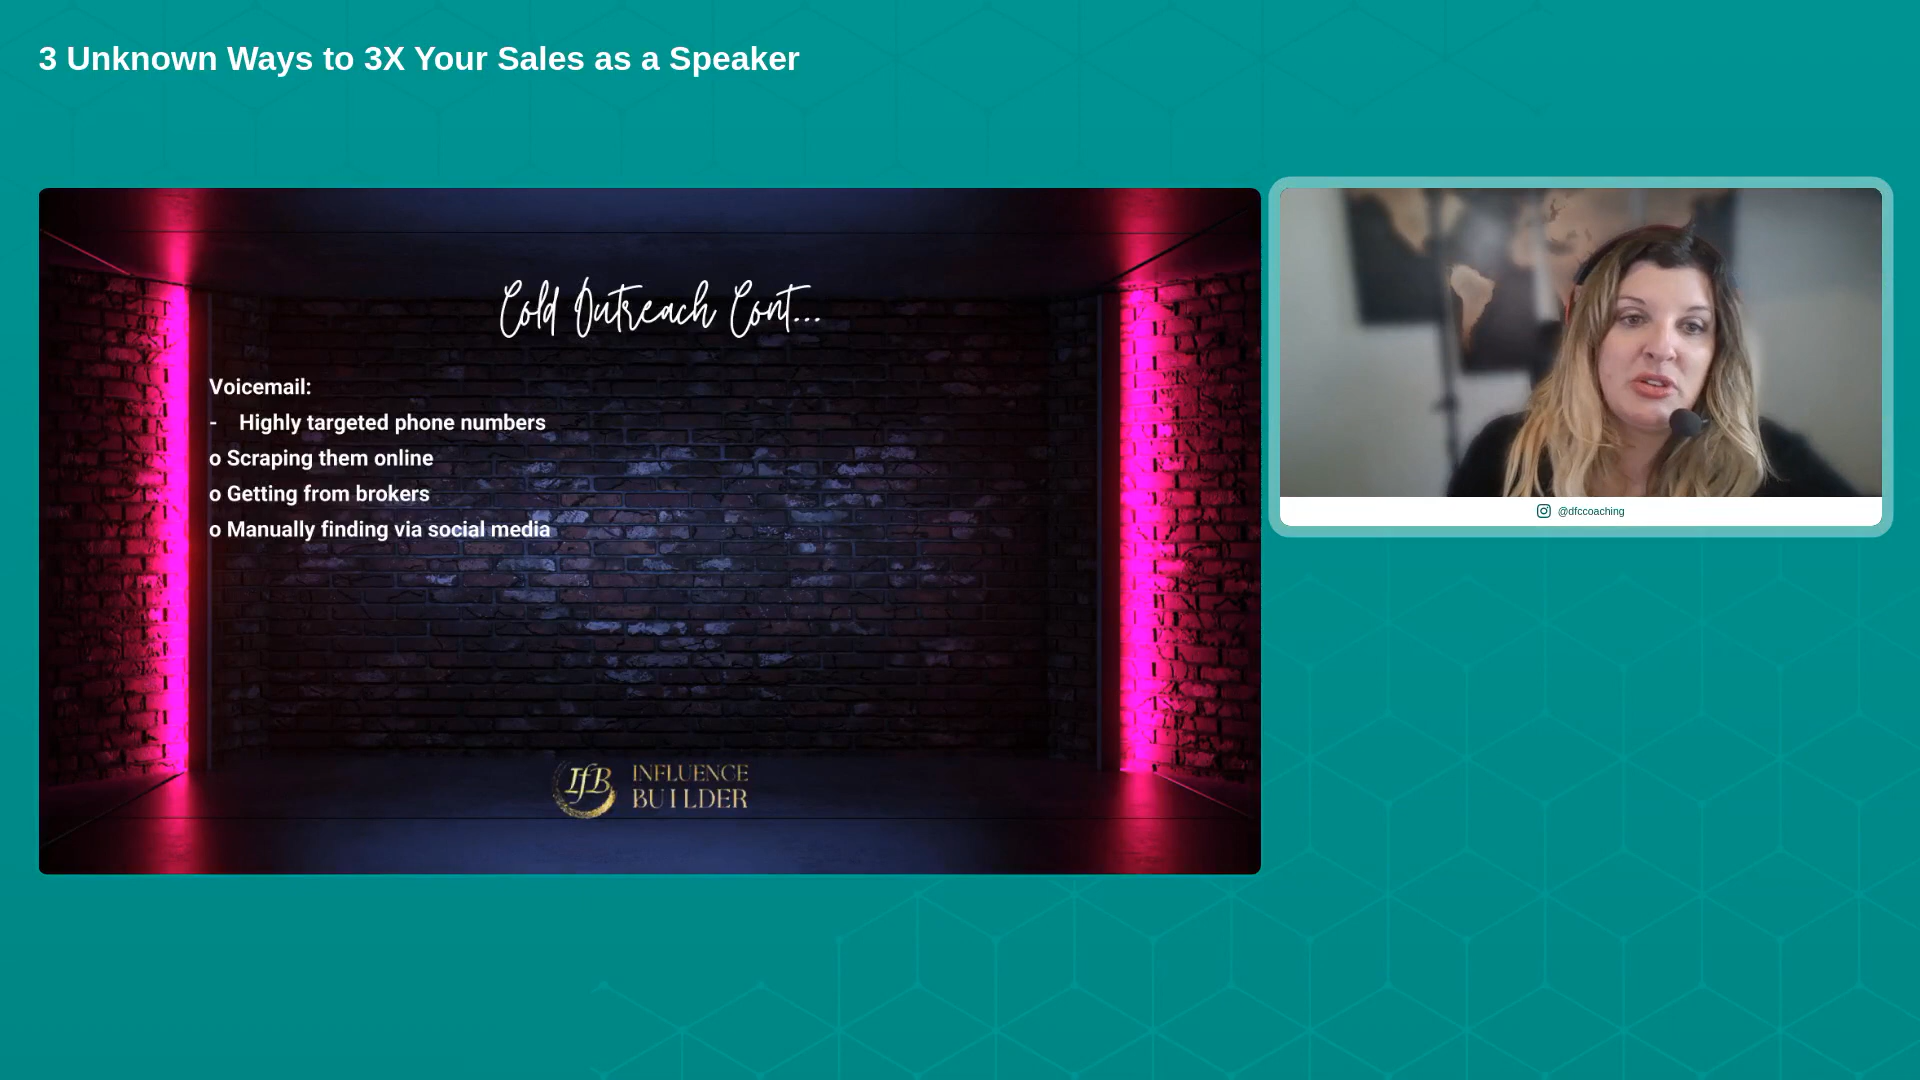 3 Unknown Ways to 3X Your Sales as a Speaker
Cold Outreach Cont...
Voicemail:
- Highly targeted phone numbers
o Scraping them online
o Getting from brokers
o Manually finding via social media
IfB
INFLUENCE
BUILDER
@dfccoaching